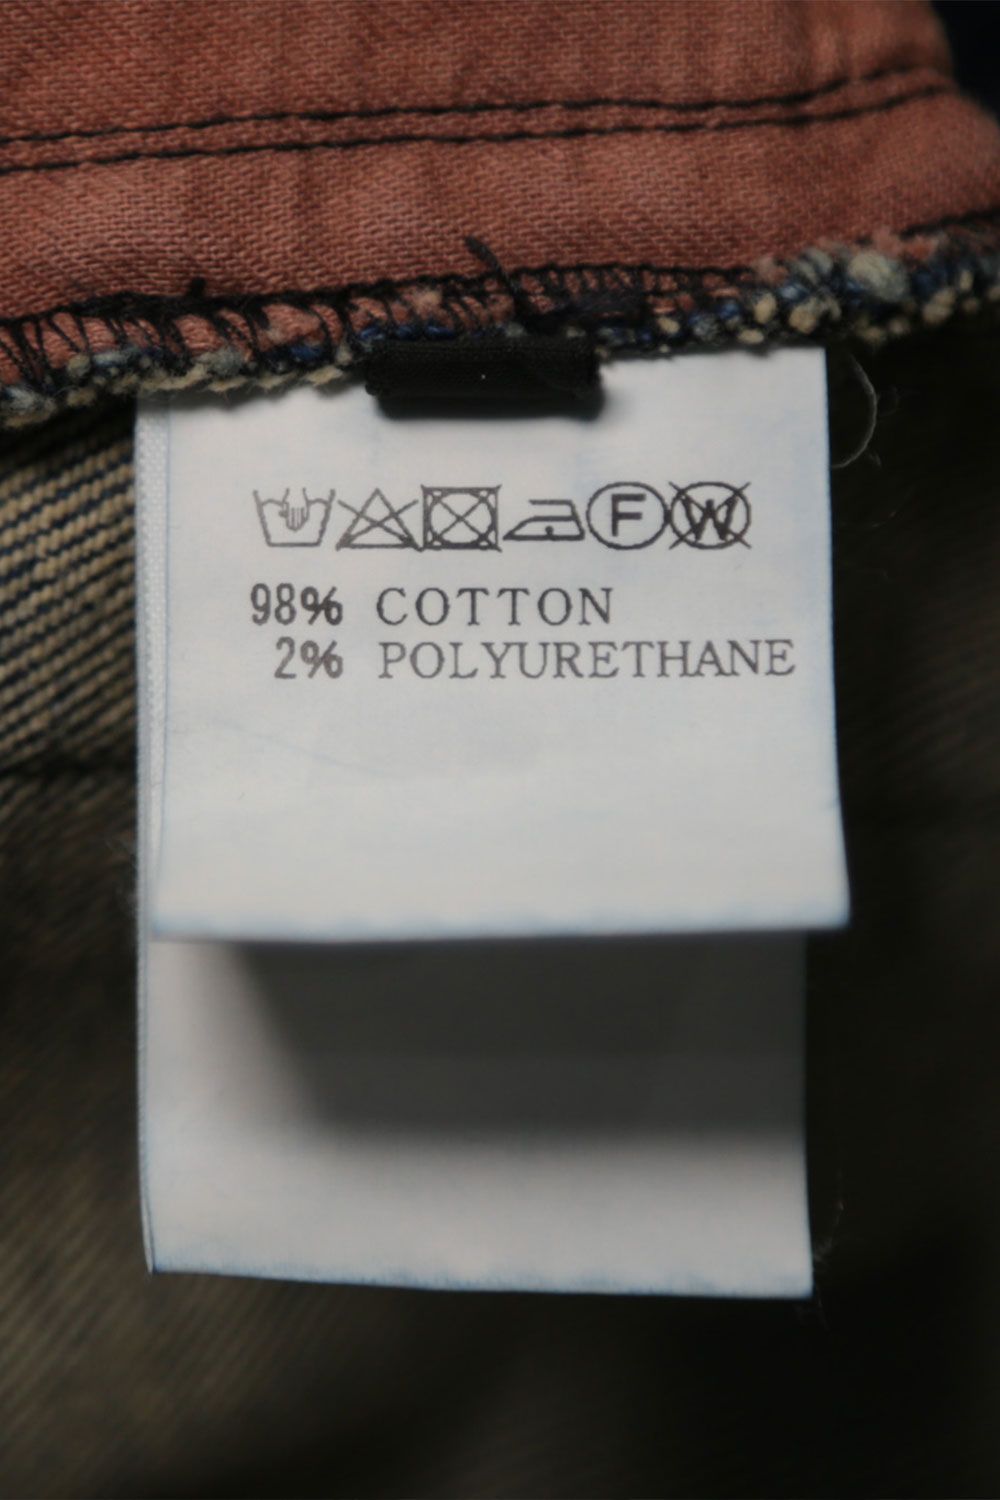 F W
98% COTTON
2% POLYURETHANE